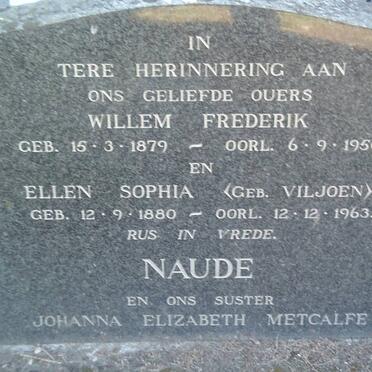 IN
TERE HERINNERING AAN
ONS GELIEFDE OUERS
WILLEM FREDERIK
GEB. 15·3·1879 — OORL. 6·9·195
EN
ELLEN SOPHIA (GEB. VILJOEN)
GEB. 12·9·1880 — OORL. 12·12·1963.
RUS IN VREDE.
NAUDE
EN ONS SUSTER
JOHANNA ELIZABETH METCALFE